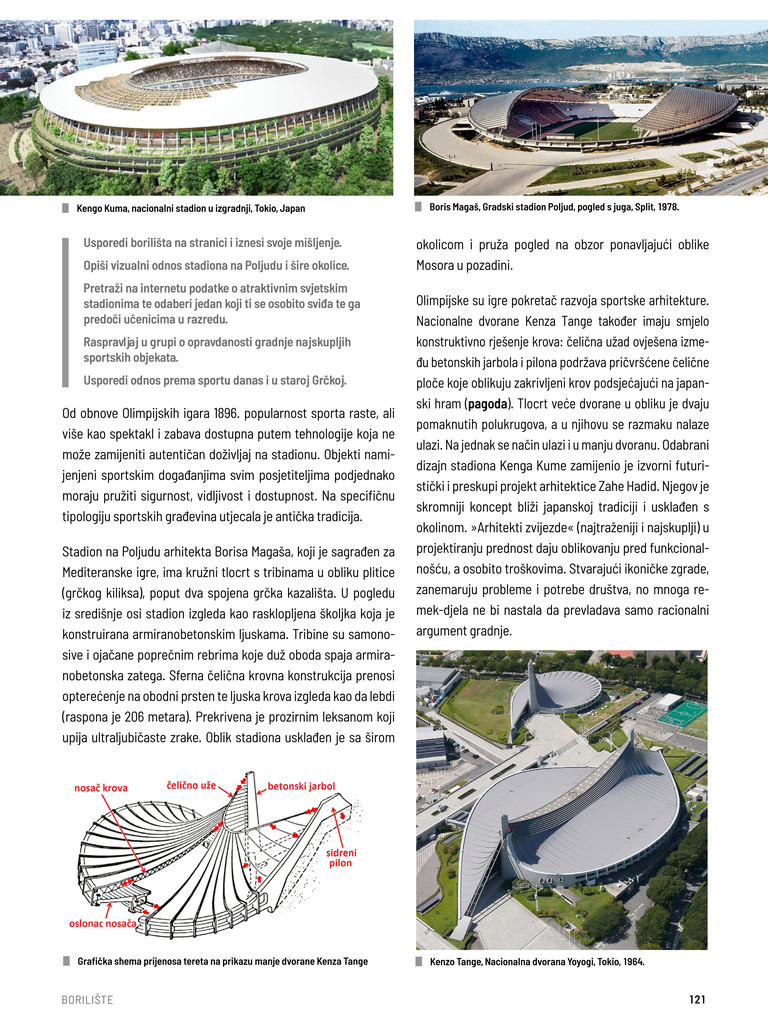 Kengo Kuma, nacionalni stadion u izgradnji, Tokio, Japan
Boris Magaš, Gradski stadion Poljud, pogled s juga, Split, 1978.
Usporedi borilišta na stranici i iznesi svoje mišljenje.
Opiši vizualni odnos stadiona na Poljudu i šire okolice.
Pretraži na internetu podatke o atraktivnim svjetskim
stadionima te odaberi jedan koji ti se osobito sviđa te ga
predoči učenicima u razredu.
Raspravljaj u grupi o opravdanosti gradnje najskupljih
sportskih objekata.
Usporedi odnos prema sportu danas i u staroj Grčkoj.
Od obnove Olimpijskih igara 1896. popularnost sporta raste, ali
više kao spektakl i zabava dostupna putem tehnologije koja ne
može zamijeniti autentičan doživljaj na stadionu. Objekti nami-
jenjeni sportskim događanjima svim posjetiteljima podjednako
moraju pružiti sigurnost, vidljivost i dostupnost. Na specifičnu
tipologiju sportskih građevina utjecala je antička tradicija.
Stadion na Poljudu arhitekta Borisa Magaša, koji je sagrađen za
Mediteranske igre, ima kružni tlocrt s tribinama u obliku plitice
(grčkog kiliksa), poput dva spojena grčka kazališta. U pogledu
iz središnje osi stadion izgleda kao rasklopljena školjka koja je
konstruirana armiranobetonskim ljuskama. Tribine su samono-
sive i ojačane poprečnim rebrima koje duž oboda spaja armira-
nobetonska zatega. Sferna čelična krovna konstrukcija prenosi
opterećenje na obodni prsten te ljuska krova izgleda kao da lebdi
(raspona je 206 metara). Prekrivena je prozirnim leksanom koji
upija ultraljubičaste zrake. Oblik stadiona usklađen je sa širom
okolicom i pruža pogled na obzor ponavljajući oblike
Mosora u pozadini.
Olimpijske su igre pokretač razvoja sportske arhitekture.
Nacionalne dvorane Kenza Tange također imaju smjelo
konstruktivno rješenje krova: čelična užad ovješena izme-
đu betonskih jarbola i pilona podržava pričvršćene čelične
ploče koje oblikuju zakrivljeni krov podsjećajući na japan-
ski hram (pagoda). Tlocrt veće dvorane u obliku je dvaju
pomaknutih polukrugova, a u njihovu se razmaku nalaze
ulazi. Na jednak se način ulazi i u manju dvoranu. Odabrani
dizajn stadiona Kenga Kume zamijenio je izvorni futuri-
stički i preskupi projekt arhitektice Zahe Hadid. Njegov je
skromniji koncept bliži japanskoj tradiciji i usklađen s
okolinom. »Arhitekti zvijezde« (najtraženiji i najskuplji) u
projektiranju prednost daju oblikovanju pred funkcional-
nošću, a osobito troškovima. Stvarajući ikoničke zgrade,
zanemaruju probleme i potrebe društva, no mnoga re-
mek-djela ne bi nastala da prevladava samo racionalni
argument gradnje.
nosač krova
čelično uže
betonski jarbol
sidreni
pilon
oslonac nosača
Grafička shema prijenosa tereta na prikazu manje dvorane Kenza Tange
Kenzo Tange, Nacionalna dvorana Yoyogi, Tokio, 1964.
BORILIŠTE
121